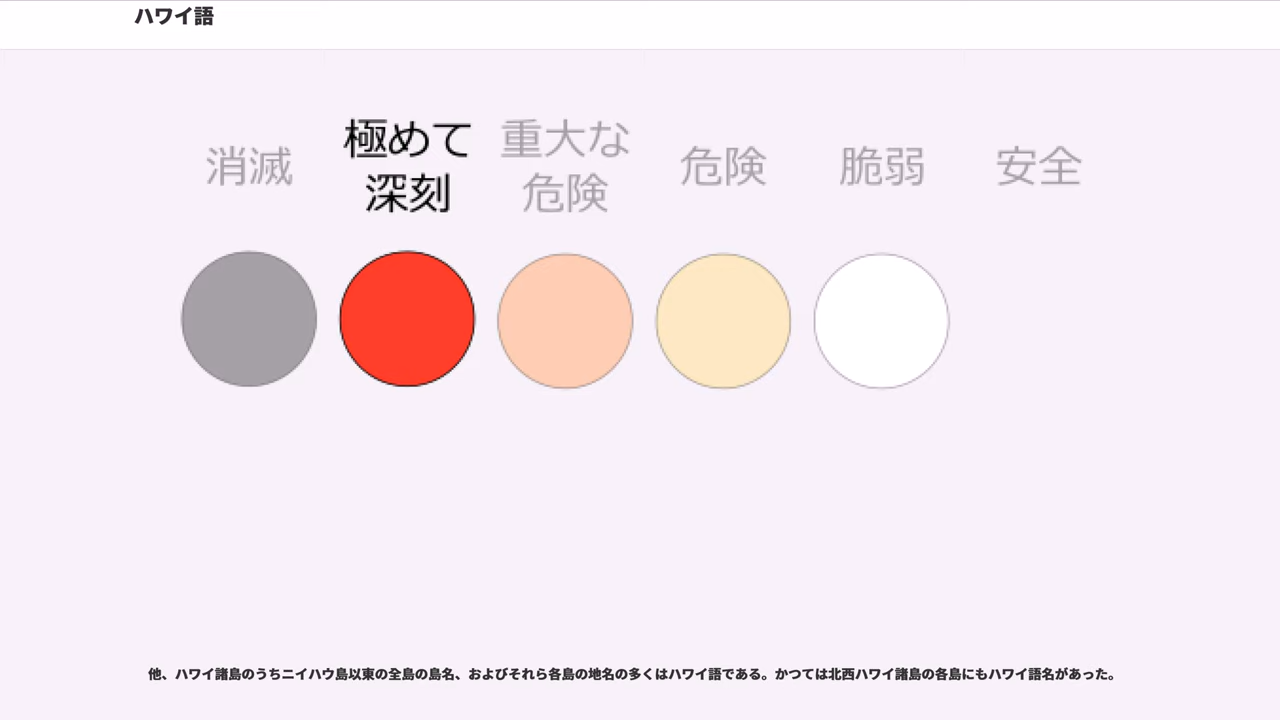 ハワイ語
消滅
極めて
深刻
重大な
危険
危険
脆弱
安全
他、ハワイ諸島のうちニイハウ島以東の全島の島名、およびそれら各島の地名の多くはハワイ語である。かつては北西ハワイ諸島の各島にもハワイ語名があった。